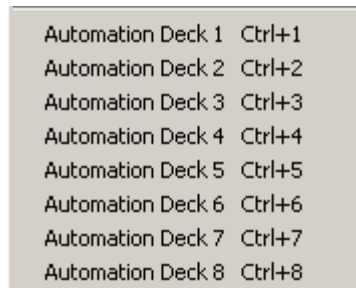 Automation Deck 1 Ctrl+1
Automation Deck 2 Ctrl+2
Automation Deck 3 Ctrl+3
Automation Deck 4 Ctrl+4
Automation Deck 5 Ctrl+5
Automation Deck 6 Ctrl+6
Automation Deck 7 Ctrl+7
Automation Deck 8 Ctrl+8